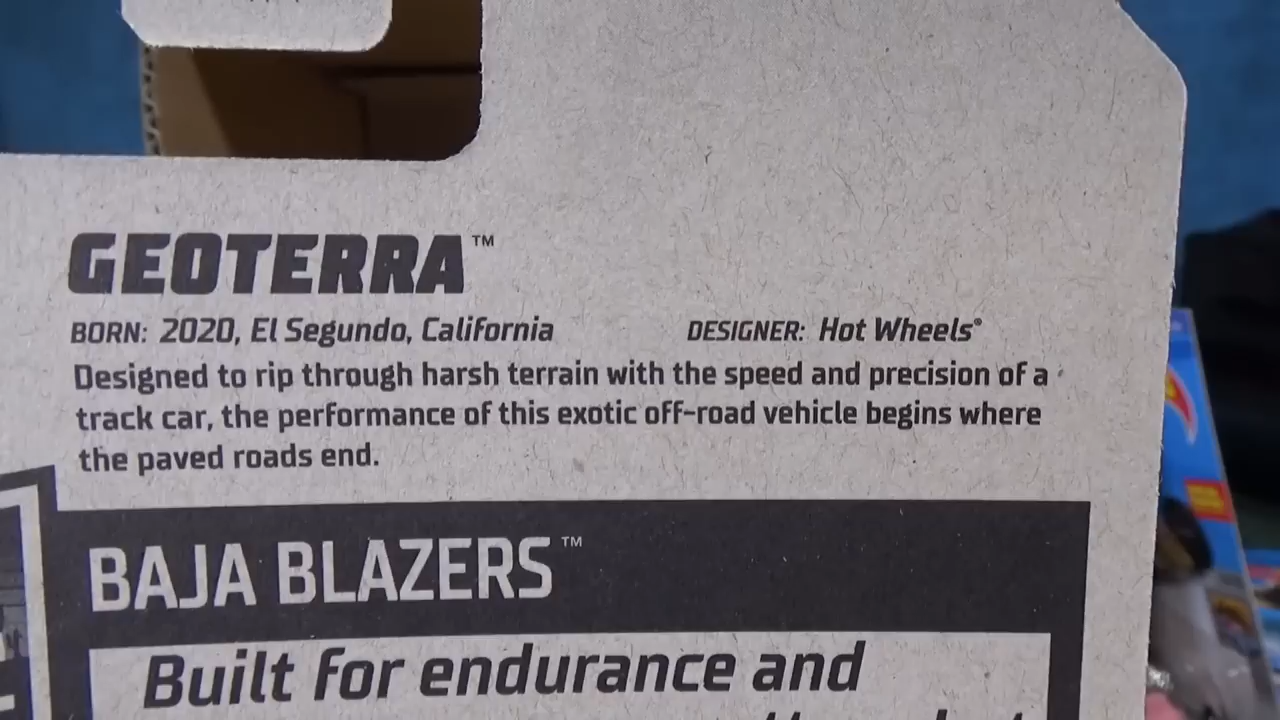 GEOTERRA™
BORN: 2020, El Segundo, California DESIGNER: Hot Wheels®
Designed to rip through harsh terrain with the speed and precision of a
track car, the performance of this exotic off-road vehicle begins where
the paved roads end.
BAJA BLAZERS™
Built for endurance and